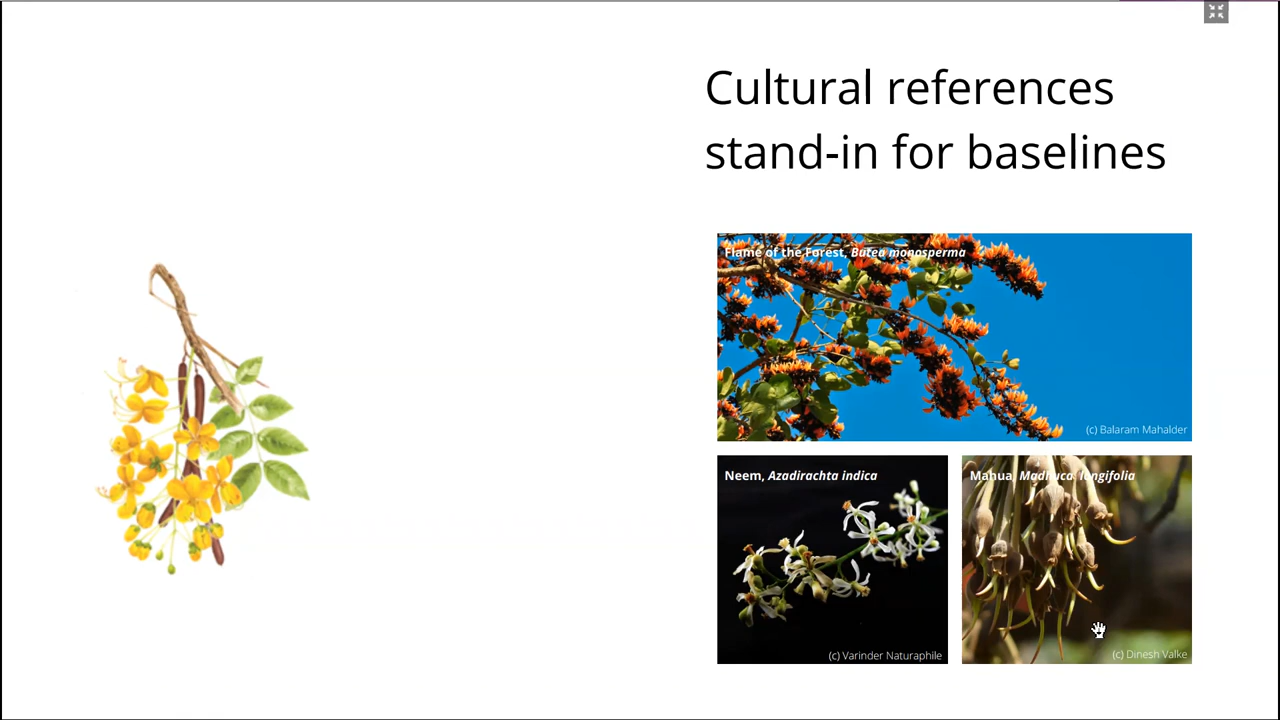 Cultural references
stand-in for baselines
Flame of the Forest, Butea monosperma
(c) Balaram Mahalder
Neem, Azadirachta indica
(c) Varinder Naturaphile
Mahua, Madhuca longifolia
(c) Dinesh Valke